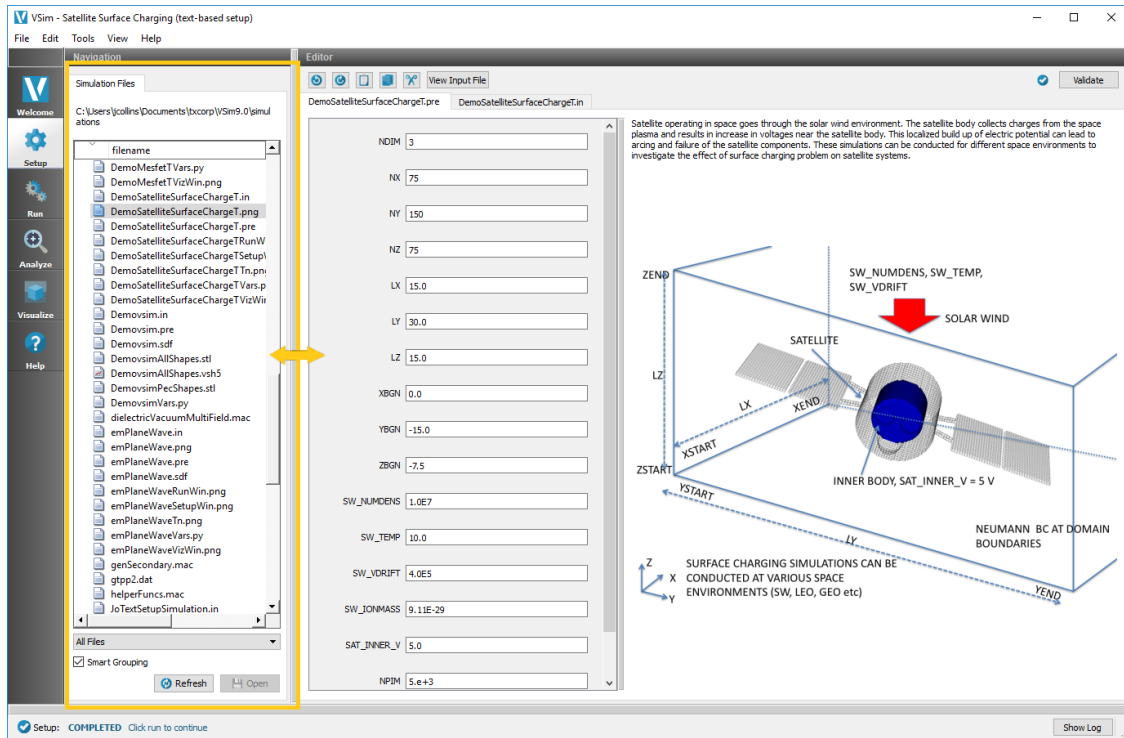 VSim - Satellite Surface Charging (text-based setup)
File Edit Tools View Help
Navigation
Editor
Welcome
Setup
Run
Analyze
Visualize
Help
Simulation Files
C:\Users\jcollins\Documents\txcorp\VSim9.0\simul
ations
filename
DemoMesfetTVars.py
DemoMesfetTVizWin.png
DemoSatelliteSurfaceChargeT.in
DemoSatelliteSurfaceChargeT.png
DemoSatelliteSurfaceChargeT.pre
DemoSatelliteSurfaceChargeTRunW
DemoSatelliteSurfaceChargeTSetup
DemoSatelliteSurfaceChargeTTn.png
DemoSatelliteSurfaceChargeTVars.p
DemoSatelliteSurfaceChargeTVizWir
Demovsim.in
Demovsim.pre
Demovsim.sdf
DemovsimAllShapes.stl
DemovsimAllShapes.vsh5
DemovsimPecShapes.stl
DemovsimVars.py
dielectricVacuumMultiField.mac
emPlaneWave.in
emPlaneWave.png
emPlaneWave.pre
emPlaneWave.sdf
emPlaneWaveRunWin.png
emPlaneWaveSetupWin.png
emPlaneWaveTn.png
emPlaneWaveVars.py
emPlaneWaveVizWin.png
genSecondary.mac
gtpp2.dat
helperFuncs.mac
JoTextSetupSimulation.in
All Files
Smart Grouping
Refresh Open
View Input File
Validate
DemoSatelliteSurfaceChargeT.pre DemoSatelliteSurfaceChargeT.in
NDIM 3
NX 75
NY 150
NZ 75
LX 15.0
LY 30.0
LZ 15.0
XBGN 0.0
YBGN -15.0
ZBGN -7.5
SW_NUMDENS 1.0E7
SW_TEMP 10.0
SW_VDRIFT 4.0E5
SW_IONMASS 9.11E-29
SAT_INNER_V 5.0
NPIM 5.e+3
Satellite operating in space goes through the solar wind environment. The satellite body collects charges from the space
plasma and results in increase in voltages near the satellite body. This localized build up of electric potential can lead to
arcing and failure of the satellite components. These simulations can be conducted for different space environments to
investigate the effect of surface charging problem on satellite systems.
ZEND
SW_NUMDENS, SW_TEMP,
SW_VDRIFT
SOLAR WIND
SATELLITE
LZ
LX
XEND
XSTART
ZSTART
YSTART
INNER BODY, SAT_INNER_V = 5 V
NEUMANN BC AT DOMAIN
BOUNDARIES
LY
YEND
Z
X
Y
SURFACE CHARGING SIMULATIONS CAN BE
CONDUCTED AT VARIOUS SPACE
ENVIRONMENTS (SW, LEO, GEO etc)
Setup: COMPLETED Click run to continue
Show Log